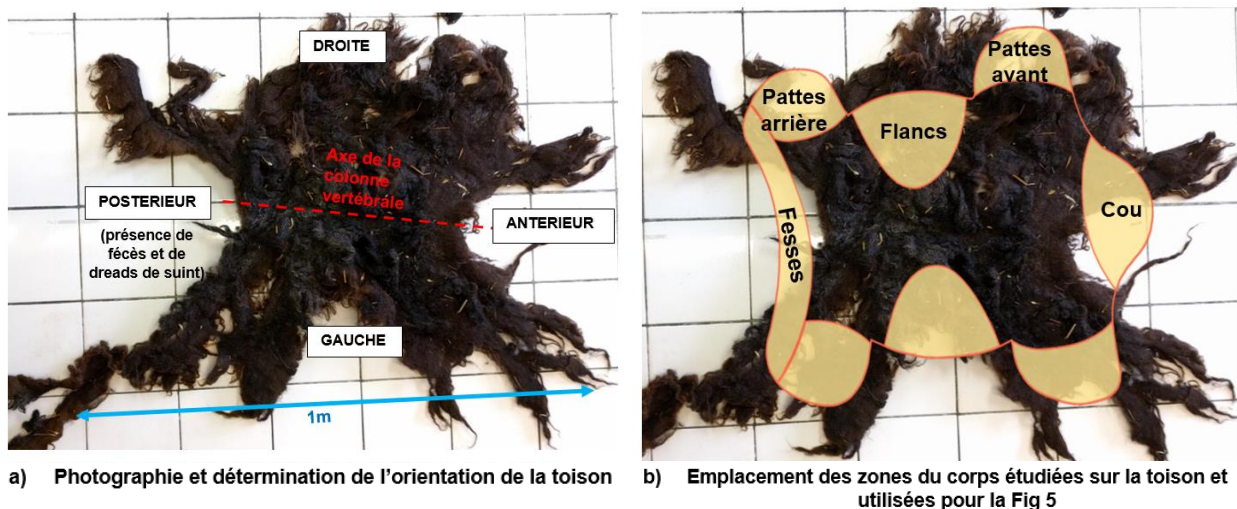 DROITE
Axe de la
colonne
vertébrale
POSTERIEUR
(présence de
fécès et de
dreads de suint)
ANTÉRIEUR
GAUCHE
1m
a) Photographie et détermination de l'orientation de la toison
Pattes
avant
Pattes
arrière
Flancs
Cou
Fesses
b) Emplacement des zones du corps étudiées sur la toison et
utilisées pour la Fig 5